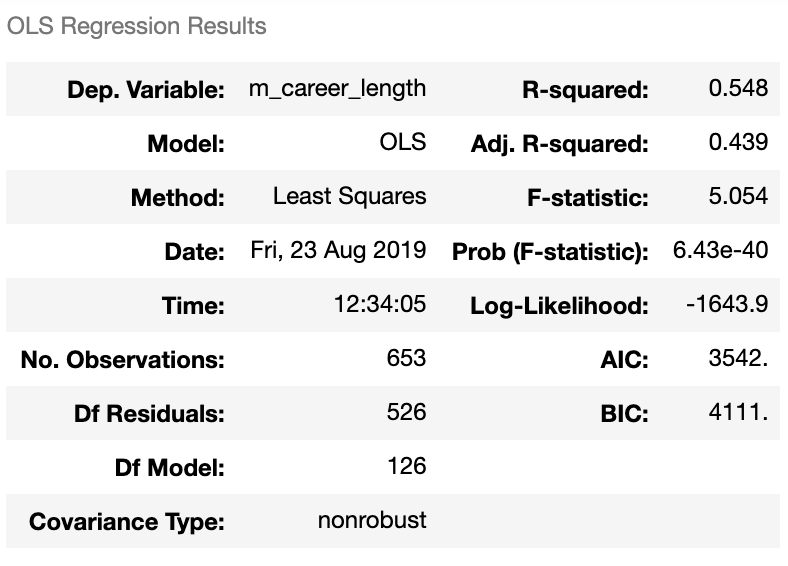 OLS Regression Results
Dep. Variable: m_career_length R-squared: 0.548
Model: OLS Adj. R-squared: 0.439
Method: Least Squares F-statistic: 5.054
Date: Fri, 23 Aug 2019 Prob (F-statistic): 6.43e-40
Time: 12:34:05 Log-Likelihood: -1643.9
No. Observations: 653 AIC: 3542.
Df Residuals: 526 BIC: 4111.
Df Model: 126
Covariance Type: nonrobust